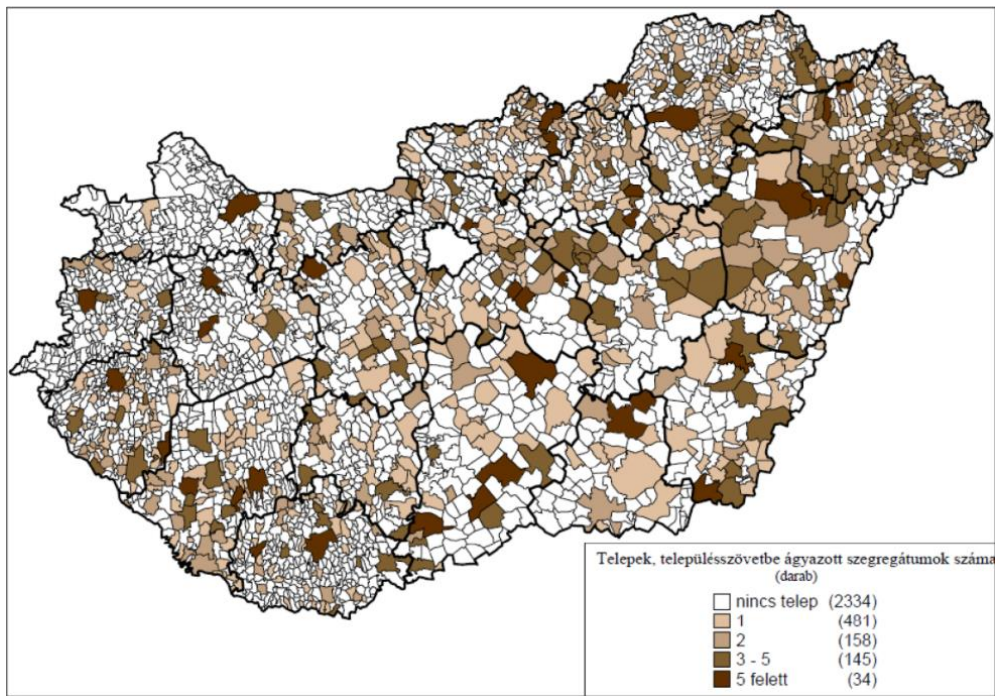 Telepek, településszövetbe ágyazott szegregátumok száma
(darab)
nincs telep (2334)
1 (481)
2 (158)
3 - 5 (145)
5 felett (34)